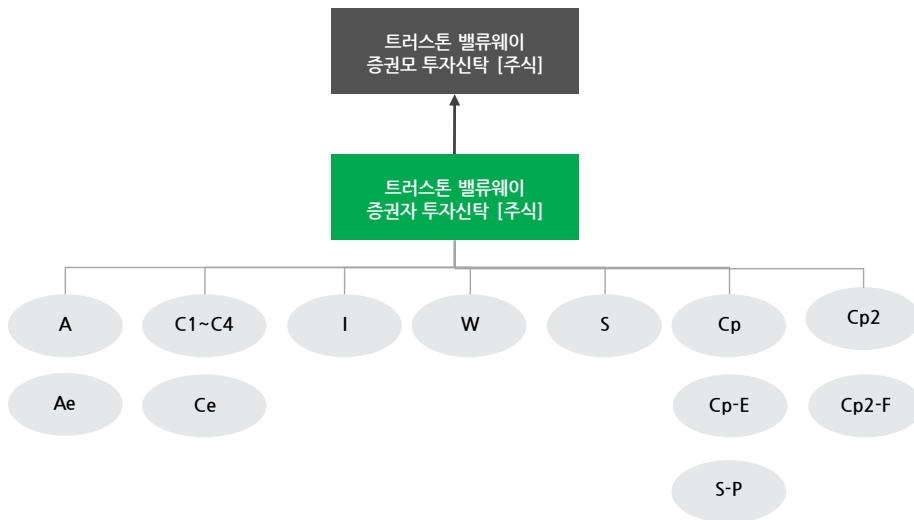 트러스톤 밸류웨이
증권모 투자신탁 [주식]
트러스톤 밸류웨이
증권자 투자신탁 [주식]
A
C1~C4
I
W
S
Cp
Cp2
Ae
Ce
Cp-E
Cp2-F
S-P